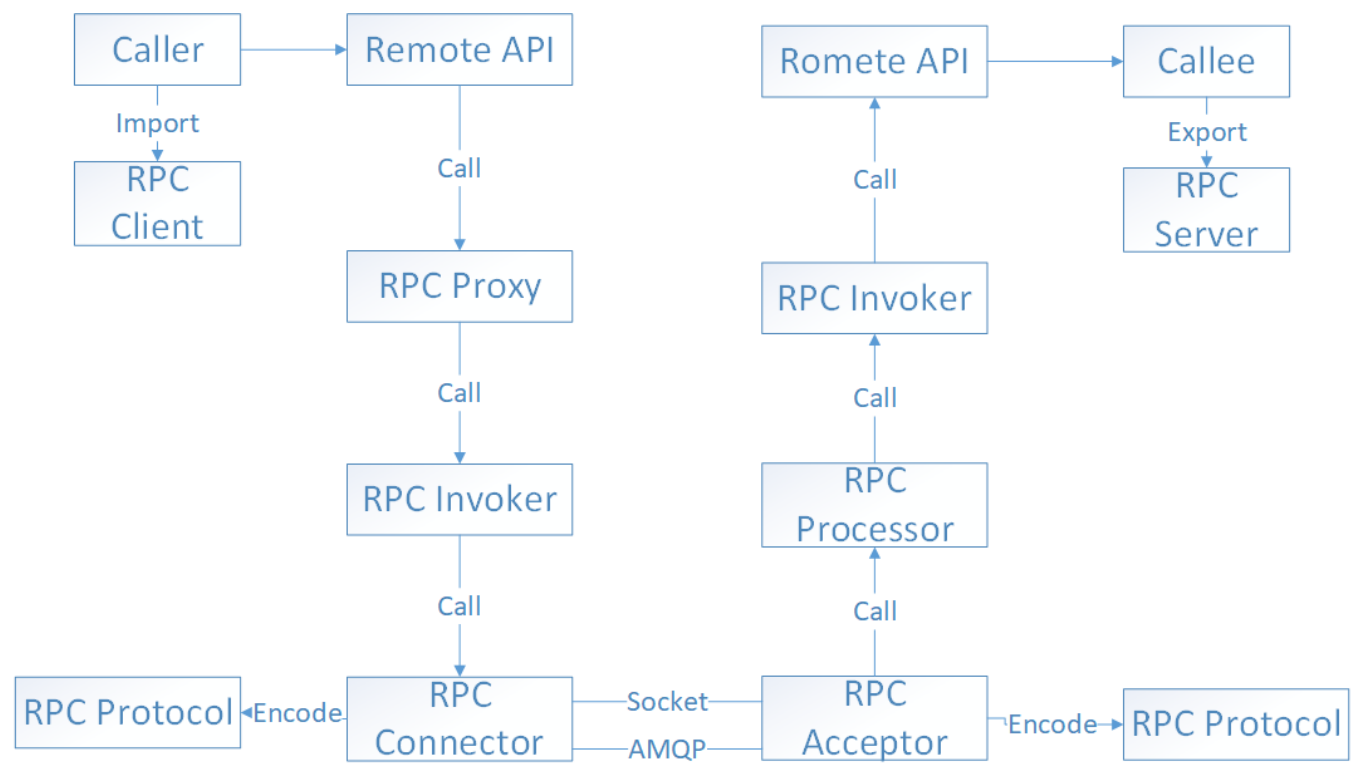 Caller
Remote API
Romete API
Callee
Import
Export
RPC
Client
Call
Call
RPC
Server
RPC Proxy
RPC Invoker
Call
Call
RPC Invoker
RPC
Processor
Call
Call
RPC Protocol
Encode
RPC
Connector
Socket
AMQP
RPC
Acceptor
Encode
RPC Protocol